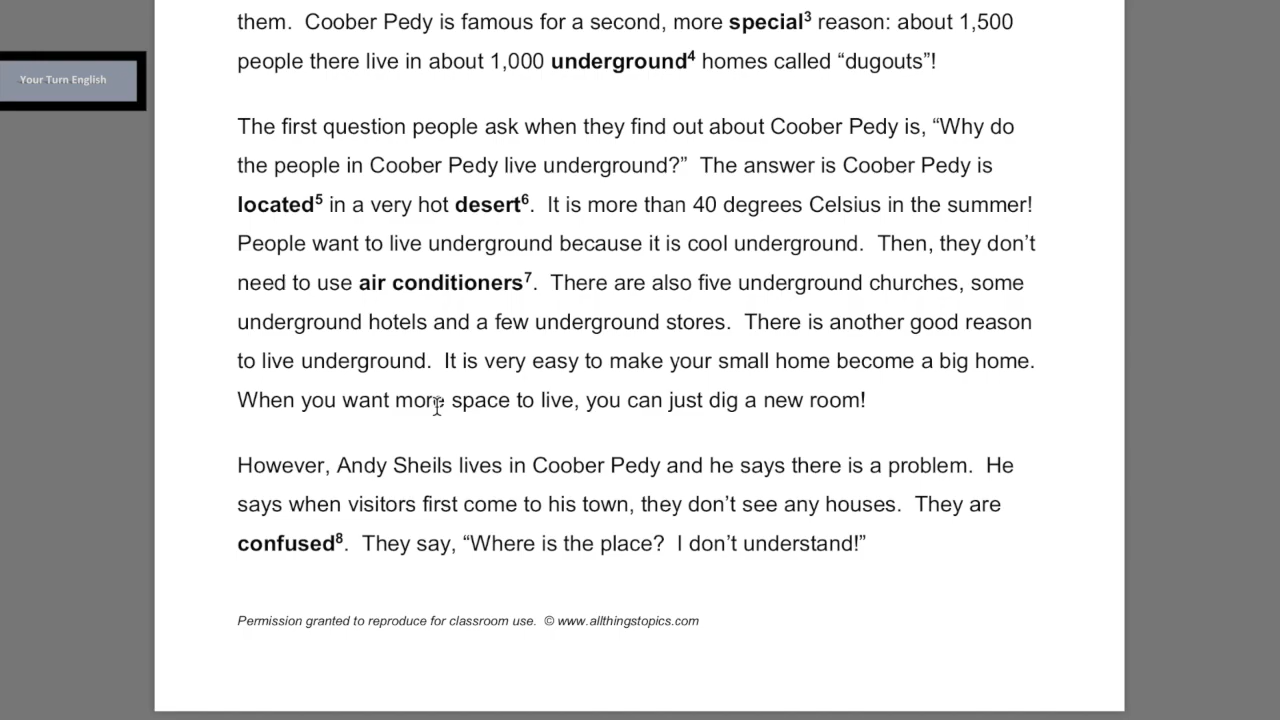 them.  Coober Pedy is famous for a second, more special³ reason: about 1,500
people there live in about 1,000 underground⁴ homes called “dugouts”!
Your Turn English
The first question people ask when they find out about Coober Pedy is, “Why do
the people in Coober Pedy live underground?”  The answer is Coober Pedy is
located⁵ in a very hot desert⁶.  It is more than 40 degrees Celsius in the summer!
People want to live underground because it is cool underground.  Then, they don’t
need to use air conditioners⁷.  There are also five underground churches, some
underground hotels and a few underground stores.  There is another good reason
to live underground.  It is very easy to make your small home become a big home.
When you want more space to live, you can just dig a new room!
However, Andy Sheils lives in Coober Pedy and he says there is a problem.  He
says when visitors first come to his town, they don’t see any houses.  They are
confused⁸.  They say, “Where is the place?  I don’t understand!”
Permission granted to reproduce for classroom use.  © www.allthingstopics.com